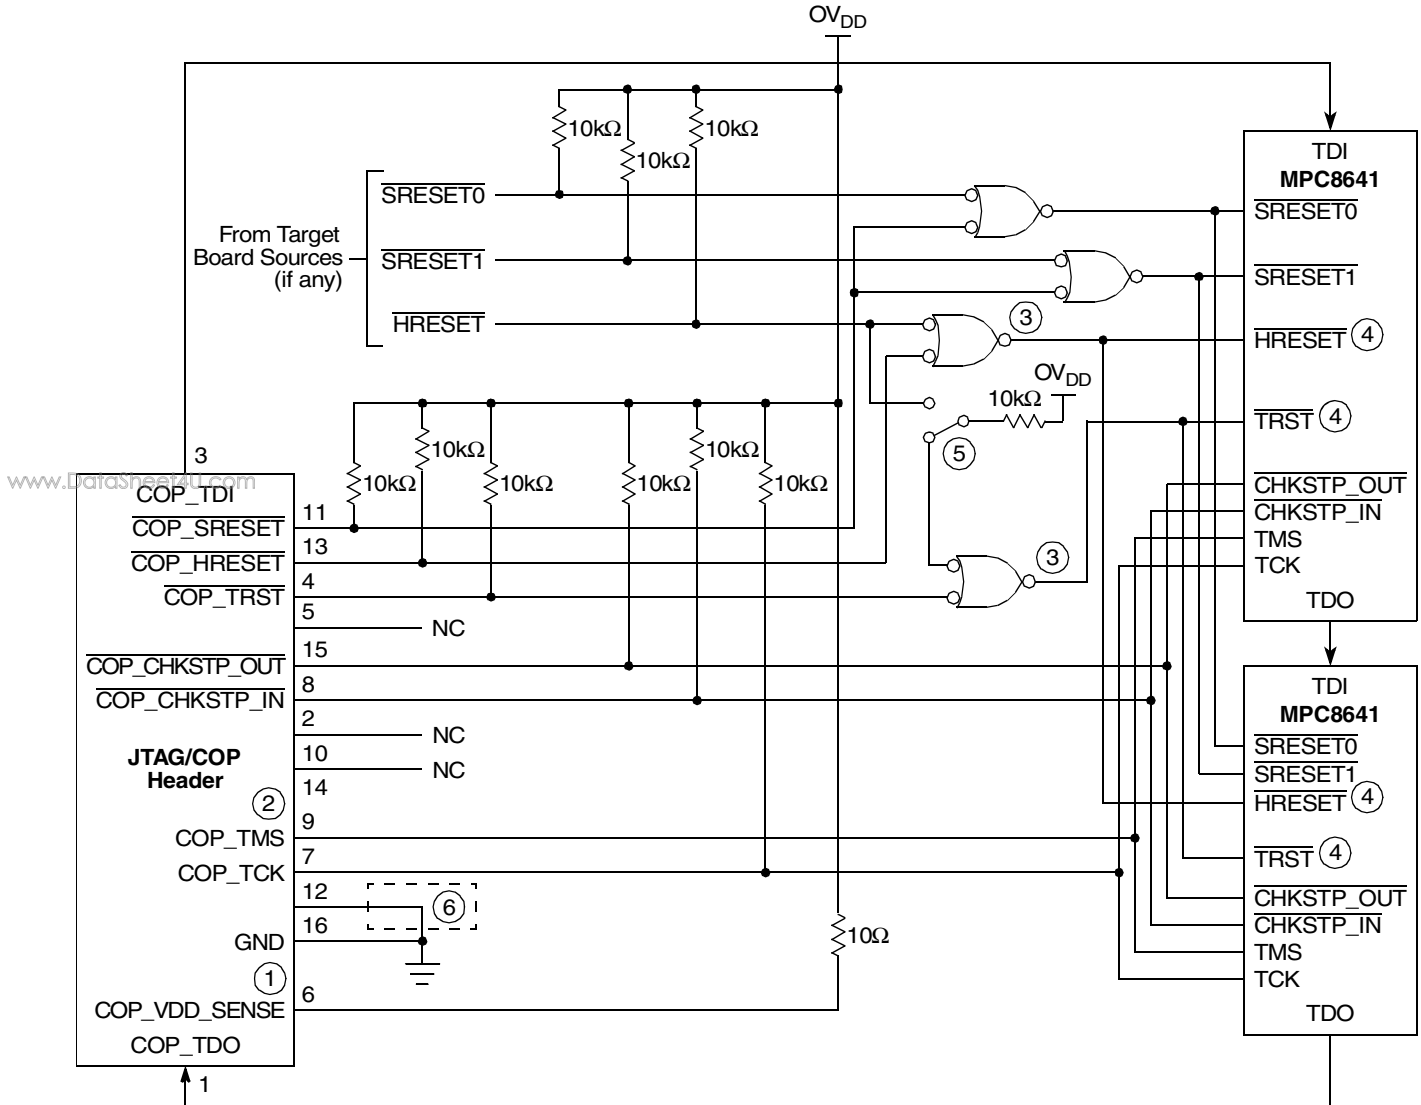 OVDD
10kΩ
10kΩ
10kΩ
From Target
Board Sources
(if any)
SRESET0
SRESET1
HRESET
3
OVDD
10kΩ
5
3
10kΩ
10kΩ
10kΩ
10kΩ
10kΩ
10kΩ
3
www.DataSheet4U.com
COP_TDI
COP_SRESET
11
COP_HRESET
13
COP_TRST
4
5
NC
COP_CHKSTP_OUT
15
COP_CHKSTP_IN
8
2
NC
10
NC
JTAG/COP
Header
14
2
COP_TMS
9
COP_TCK
7
12
6
GND
16
1
COP_VDD_SENSE
6
10Ω
COP_TDO
1
TDI
MPC8641
SRESET0
SRESET1
HRESET 4
TRST 4
CHKSTP_OUT
CHKSTP_IN
TMS
TCK
TDO
TDI
MPC8641
SRESET0
SRESET1
HRESET 4
TRST 4
CHKSTP_OUT
CHKSTP_IN
TMS
TCK
TDO